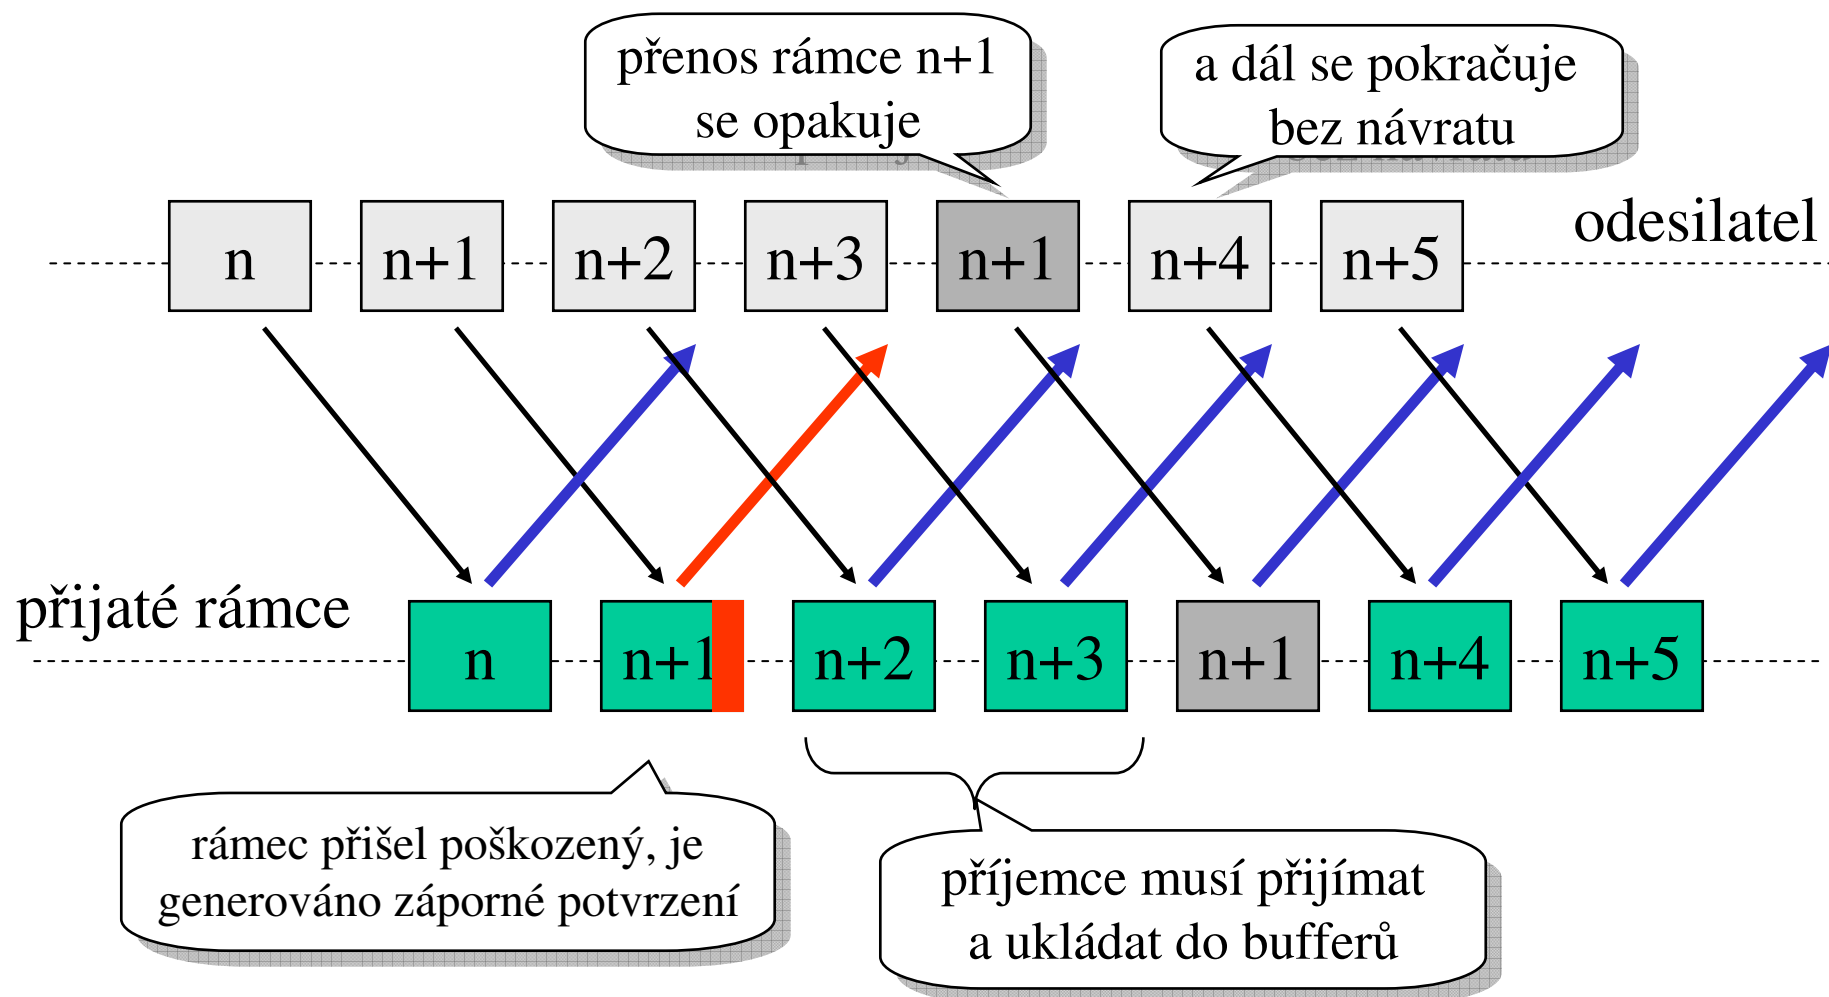 přenos rámce n+1
se opakuje
a dál se pokračuje
bez návratu
odesilatel
n
n+1
n+2
n+3
n+1
n+4
n+5
přijaté rámce
n
n+1
n+2
n+3
n+1
n+4
n+5
rámec přišel poškozený, je
generováno záporné potvrzení
příjemce musí přijímat
a ukládat do bufferů